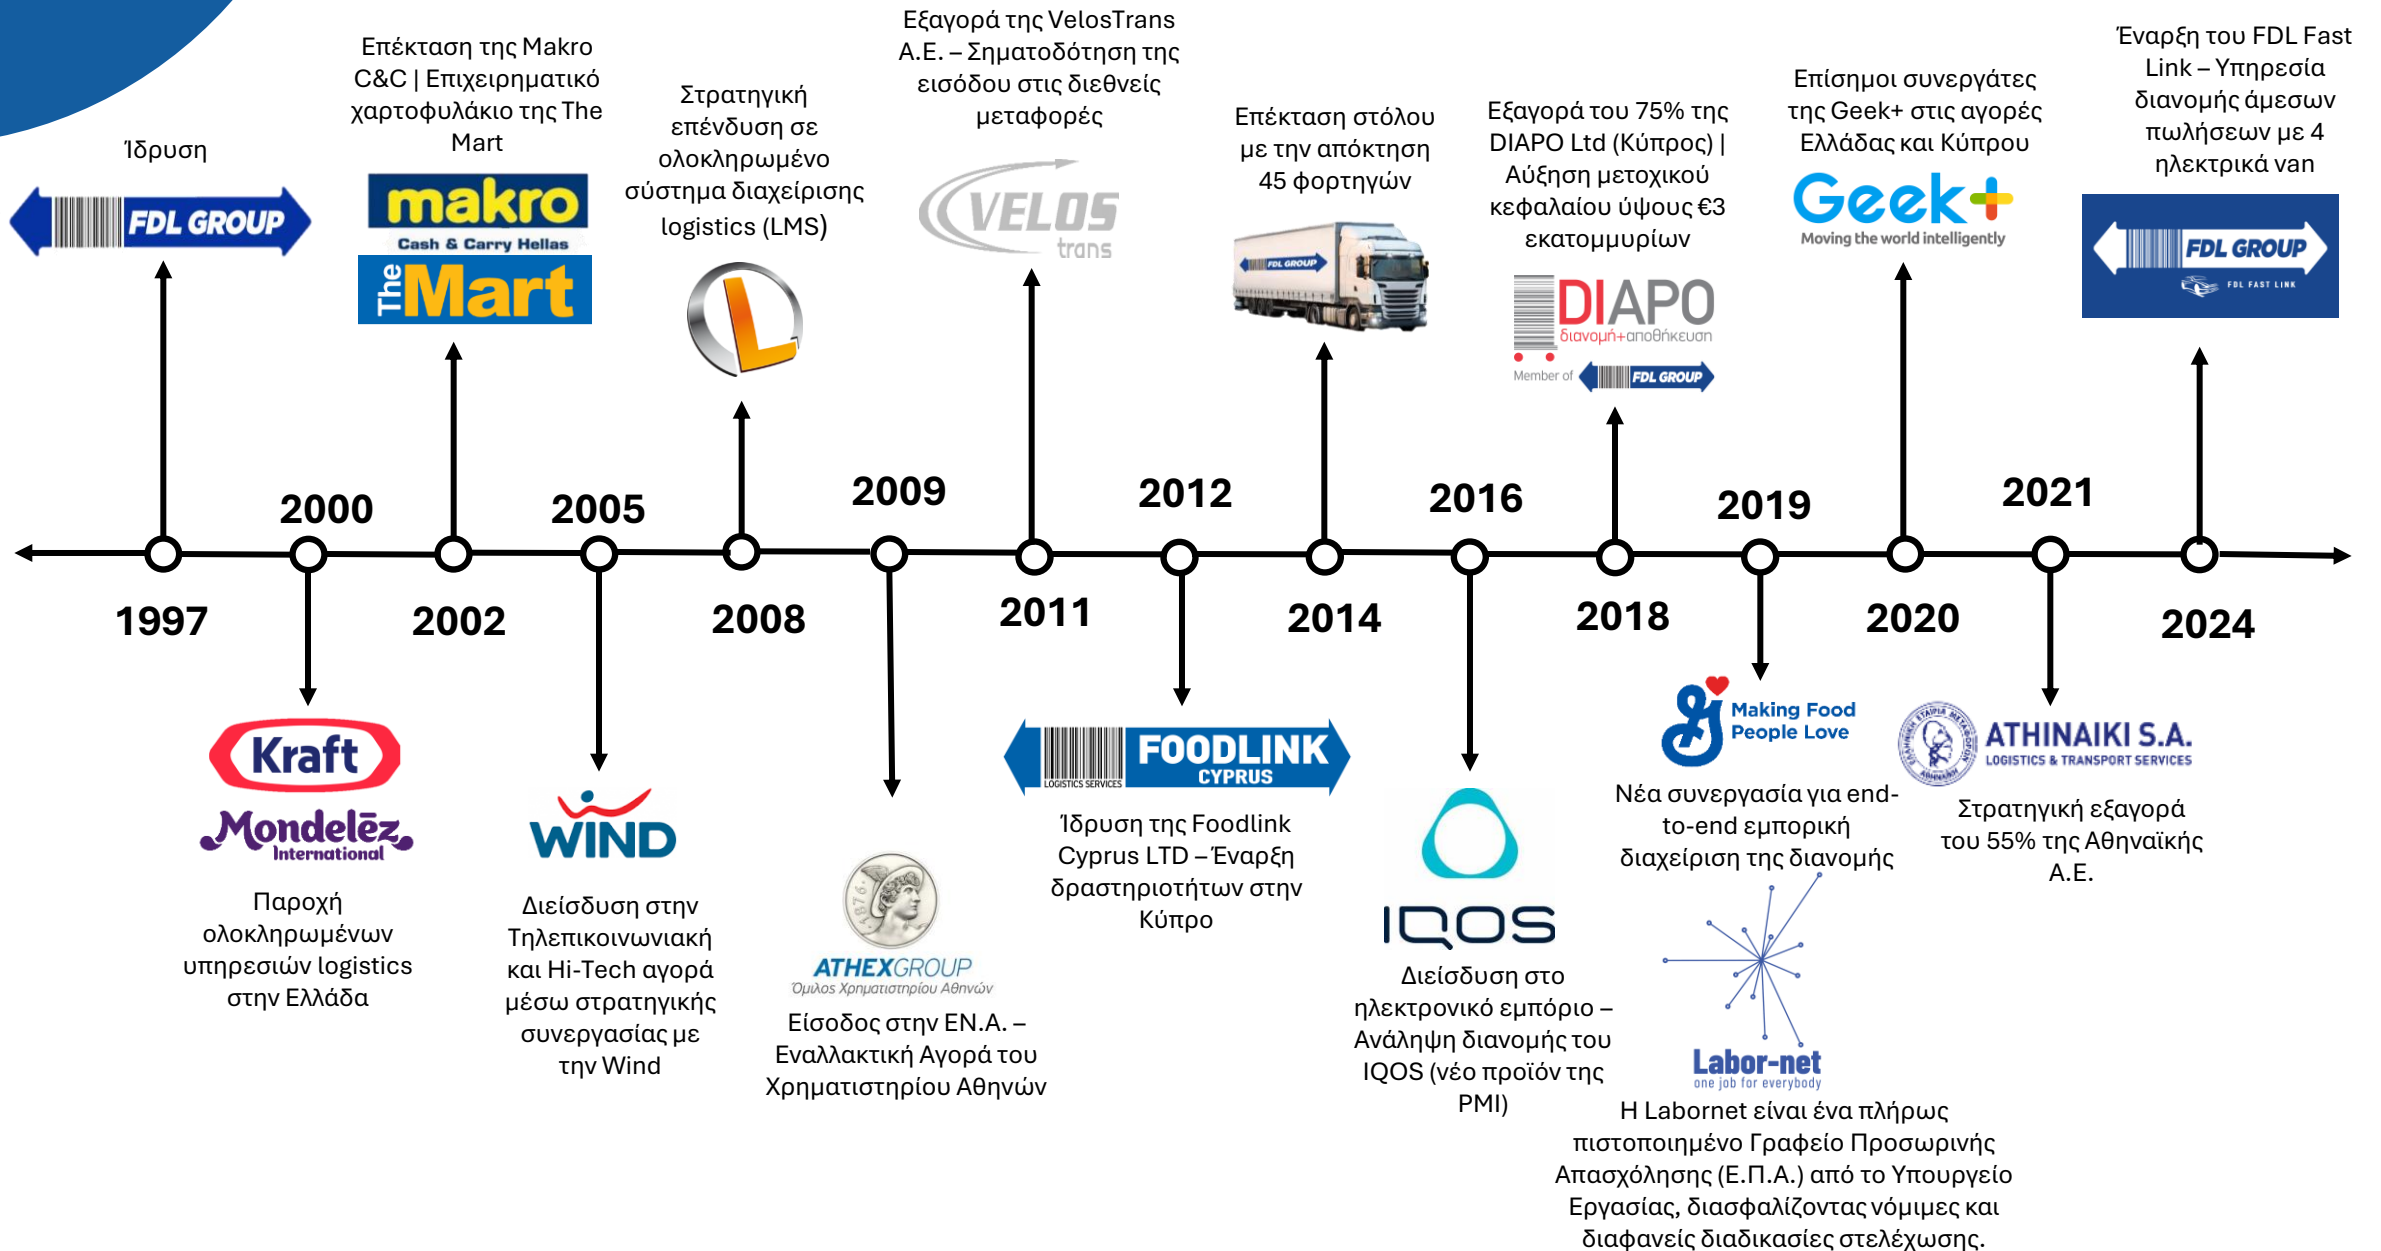 Ίδρυση
FDL GROUP
1997
2000
Kraft
Mondelēz
International
Παροχή
ολοκληρωμένων
υπηρεσιών logistics
στην Ελλάδα
Επέκταση της Makro
C&C | Επιχειρηματικό
χαρτοφυλάκιο της The
Mart
makro
Cash & Carry Hellas
The Mart
2002
2005
WIND
Διείσδυση στην
Τηλεπικοινωνιακή
και Hi-Tech αγορά
μέσω στρατηγικής
συνεργασίας με
την Wind
Στρατηγική
επένδυση σε
ολοκληρωμένο
σύστημα διαχείρισης
logistics (LMS)
L
2008
2009
1876
ATHEXGROUP
Όμιλος Χρηματιστηρίου Αθηνών
Είσοδος στην ΕΝ.Α. –
Εναλλακτική Αγορά του
Χρηματιστηρίου Αθηνών
Εξαγορά της VelosTrans
Α.Ε. – Σηματοδότηση της
εισόδου στις διεθνείς
μεταφορές
VELOS
trans
2011
2012
FOODLINK
CYPRUS
LOGISTICS SERVICES
Ίδρυση της Foodlink
Cyprus LTD – Έναρξη
δραστηριοτήτων στην
Κύπρο
Επέκταση στόλου
με την απόκτηση
45 φορτηγών
FDL GROUP
2014
2016
IQOS
Διείσδυση στο
ηλεκτρονικό εμπόριο –
Ανάληψη διανομής του
IQOS (νέο προϊόν της
PMI)
Εξαγορά του 75% της
DIAPO Ltd (Κύπρος) |
Αύξηση μετοχικού
κεφαλαίου ύψους €3
εκατομμυρίων
DIAPO
διανομή+αποθήκευση
Member of FDL GROUP
2018
2019
Making Food
People Love
Νέα συνεργασία για end-
to-end εμπορική
διαχείριση της διανομής
Labor-net
one job for everybody
Η Labornet είναι ένα πλήρως
πιστοποιημένο Γραφείο Προσωρινής
Απασχόλησης (Ε.Π.Α.) από το Υπουργείο
Εργασίας, διασφαλίζοντας νόμιμες και
διαφανείς διαδικασίες στελέχωσης.
Επίσημοι συνεργάτες
της Geek+ στις αγορές
Ελλάδας και Κύπρου
Geek+
Moving the world intelligently
2020
2021
ATHINAIKI S.A.
LOGISTICS & TRANSPORT SERVICES
Στρατηγική εξαγορά
του 55% της Αθηναϊκής
Α.Ε.
Έναρξη του FDL Fast
Link – Υπηρεσία
διανομής άμεσων
πωλήσεων με 4
ηλεκτρικά van
FDL GROUP
FDL FAST LINK
2024